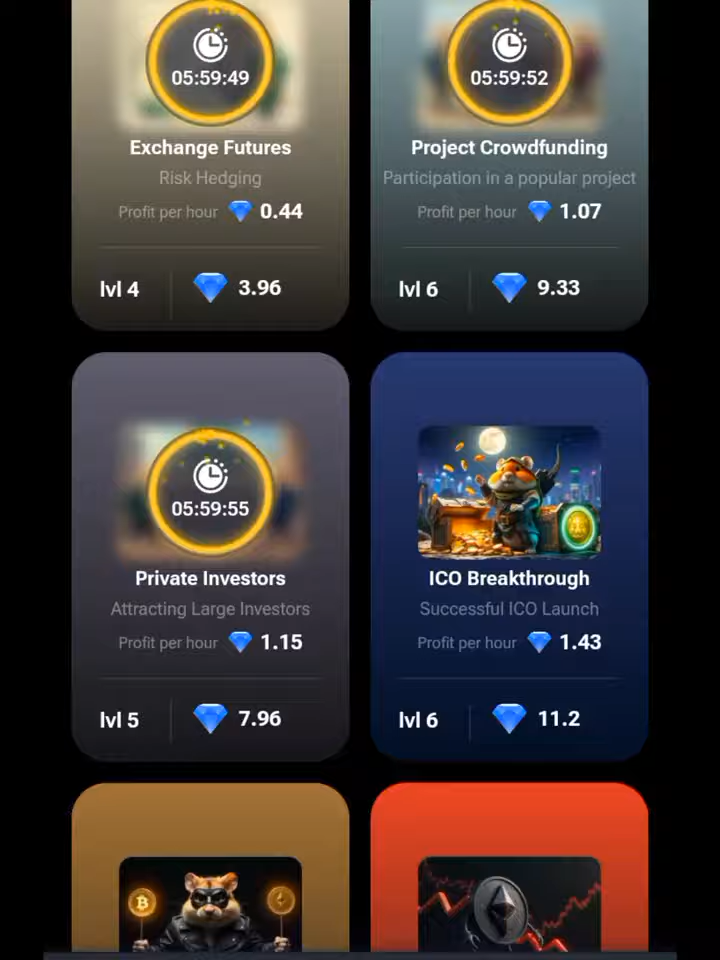 05:59:49
Exchange Futures
Risk Hedging
Profit per hour 0.44
lvl 4 3.96
05:59:52
Project Crowdfunding
Participation in a popular project
Profit per hour 1.07
lvl 6 9.33
05:59:55
Private Investors
Attracting Large Investors
Profit per hour 1.15
lvl 5 7.96
ICO Breakthrough
Successful ICO Launch
Profit per hour 1.43
lvl 6 11.2